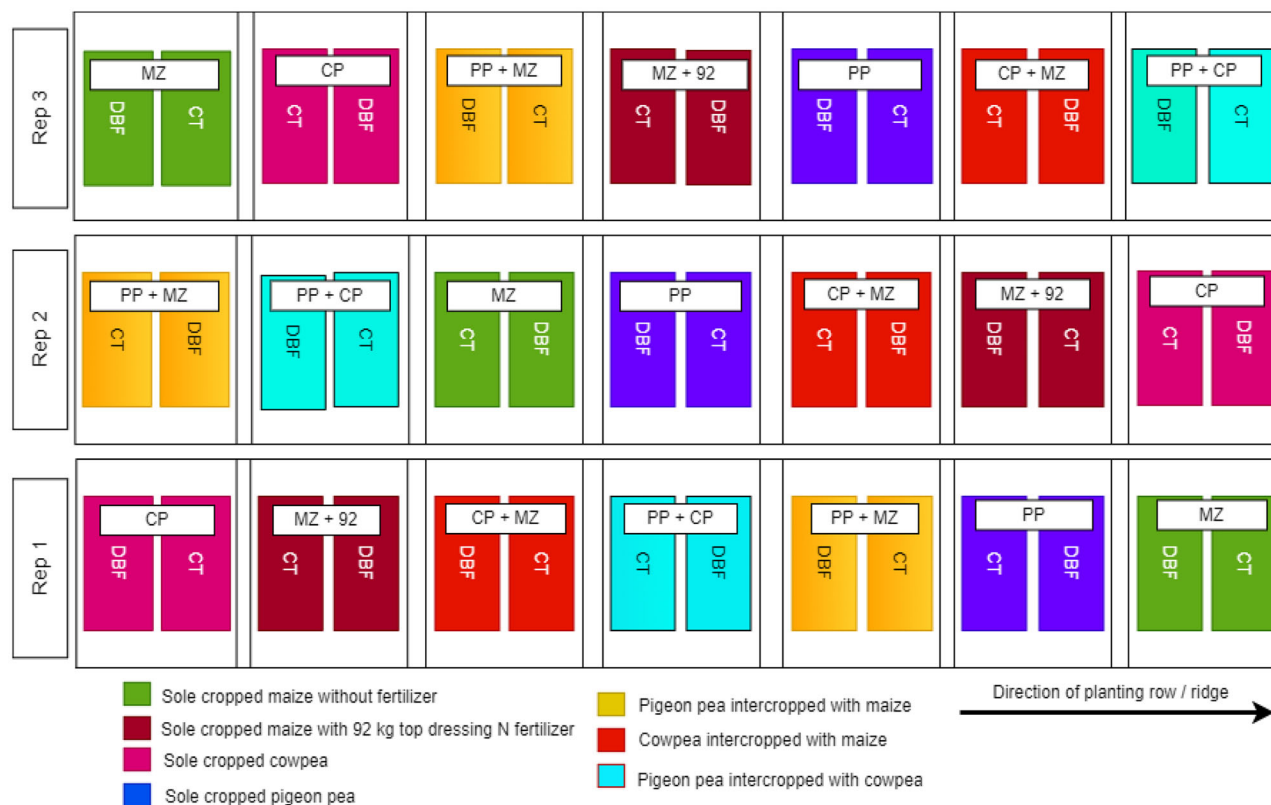 Rep 3
MZ
CP
PP + MZ
MZ + 92
PP
CP + MZ
PP + CP
DBF
CT
CT
DBF
DBF
CT
CT
DBF
DBF
CT
CT
DBF
DBF
CT
Rep 2
PP + MZ
PP + CP
MZ
PP
CP + MZ
MZ + 92
CP
CT
DBF
DBF
CT
CT
DBF
DBF
CT
CT
DBF
DBF
CT
CT
DBF
Rep 1
CP
MZ + 92
CP + MZ
PP + CP
PP + MZ
PP
MZ
DBF
CT
CT
DBF
DBF
CT
CT
DBF
DBF
CT
CT
DBF
DBF
CT
Sole cropped maize without fertilizer
Sole cropped maize with 92 kg top dressing N fertilizer
Sole cropped cowpea
Sole cropped pigeon pea
Pigeon pea intercropped with maize
Cowpea intercropped with maize
Pigeon pea intercropped with cowpea
Direction of planting row / ridge